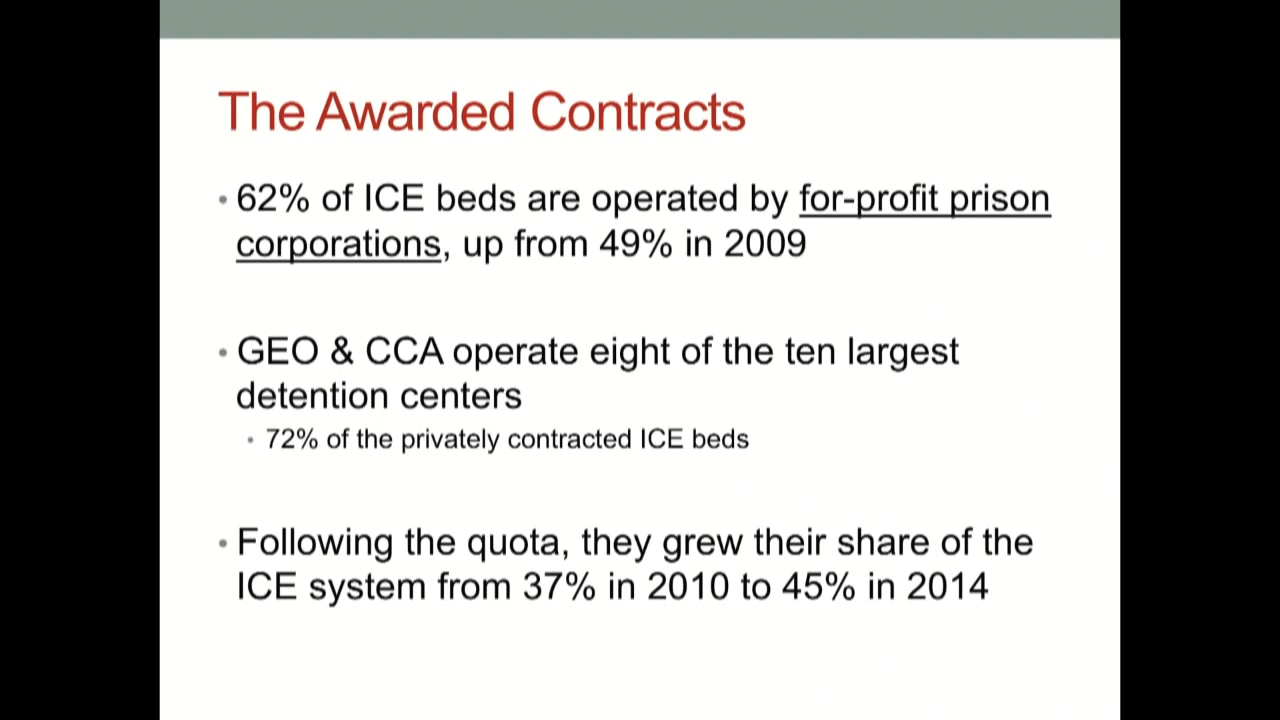 The Awarded Contracts
• 62% of ICE beds are operated by for-profit prison
corporations, up from 49% in 2009
• GEO & CCA operate eight of the ten largest
detention centers
• 72% of the privately contracted ICE beds
• Following the quota, they grew their share of the
ICE system from 37% in 2010 to 45% in 2014